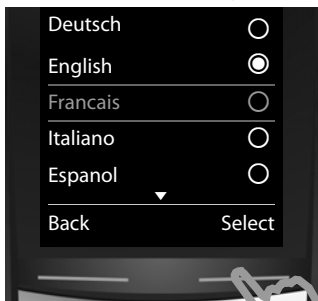 Deutsch
English
Francais
Italiano
Espanol
Back Select